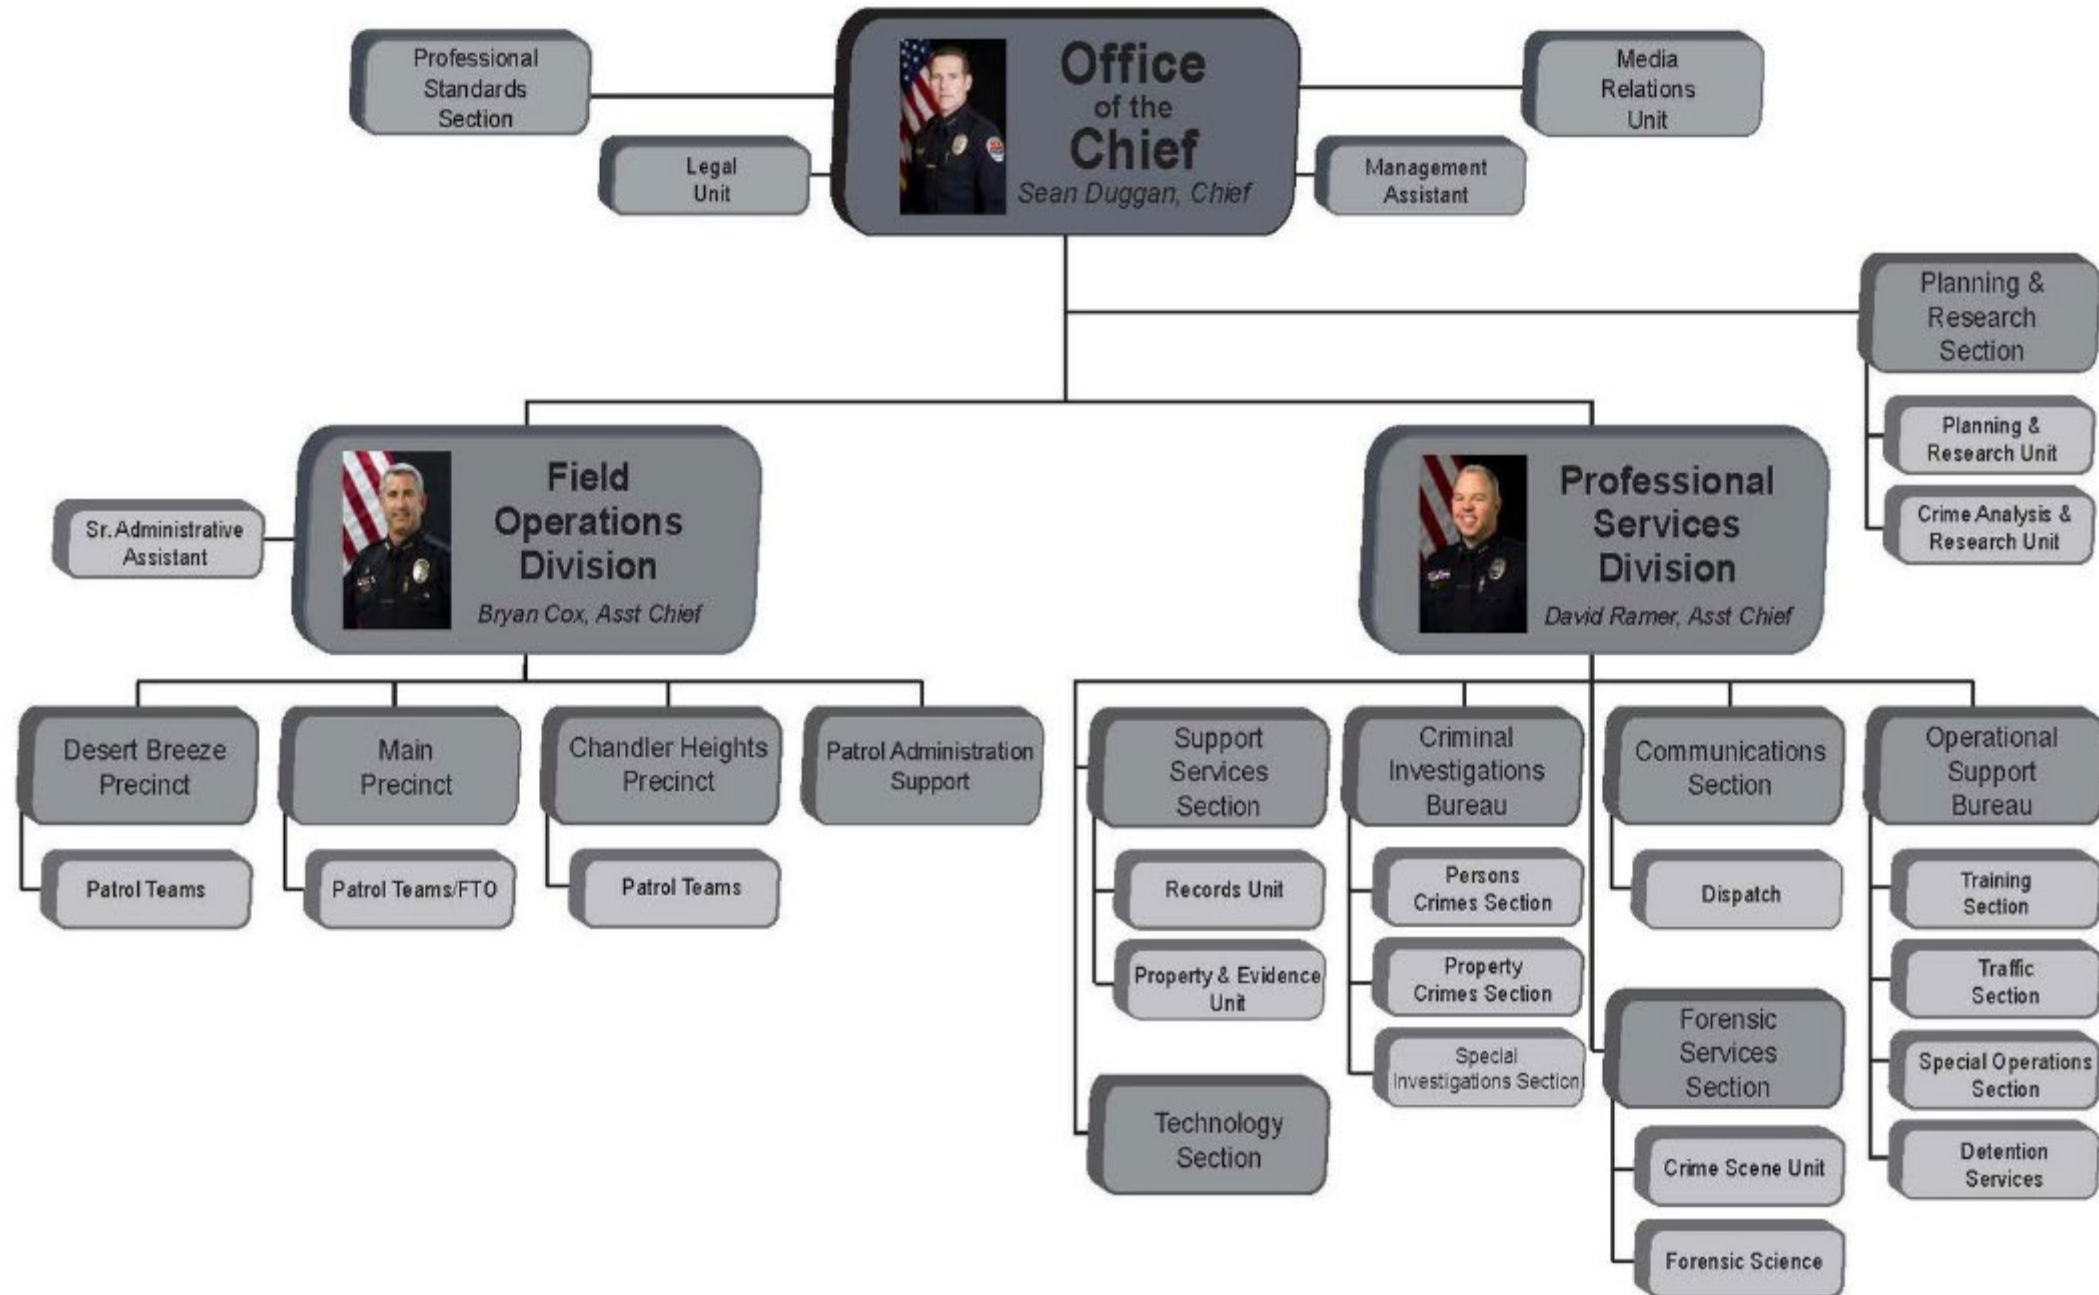 Professional
Standards
Section
Office
of the
Chief
Sean Duggan, Chief
Media
Relations
Unit
Legal
Unit
Management
Assistant
Planning &
Research
Section
Planning &
Research Unit
Crime Analysis &
Research Unit
Sr. Administrative
Assistant
Field
Operations
Division
Bryan Cox, Asst Chief
Professional
Services
Division
David Ramer, Asst Chief
Desert Breeze
Precinct
Patrol Teams
Main
Precinct
Patrol Teams/FTO
Chandler Heights
Precinct
Patrol Teams
Patrol Administration
Support
Support
Services
Section
Records Unit
Property & Evidence
Unit
Technology
Section
Criminal
Investigations
Bureau
Persons
Crimes Section
Property
Crimes Section
Special
Investigations Section
Communications
Section
Dispatch
Forensic
Services
Section
Crime Scene Unit
Forensic Science
Operational
Support
Bureau
Training
Section
Traffic
Section
Special Operations
Section
Detention
Services